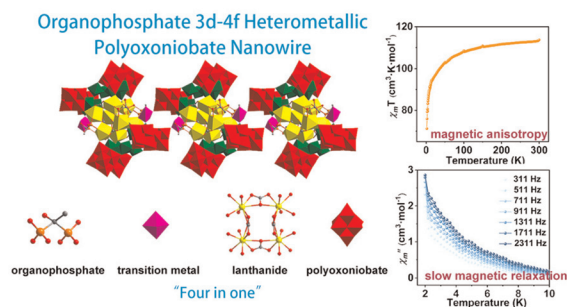 Organophosphate 3d-4f Heterometallic
Polyoxoniobate Nanowire
organophosphate transition metal lanthanide polyoxoniobate
"Four in one"
120
100
80
60
0 100 200 300
χmT (cm³·K·mol⁻¹)
magnetic anisotropy
Temperature (K)
3
2
1
0
2 4 6 8 10
χm″ (cm³·mol⁻¹)
311 Hz
511 Hz
711 Hz
911 Hz
1311 Hz
1711 Hz
2311 Hz
slow magnetic relaxation
Temperature (K)